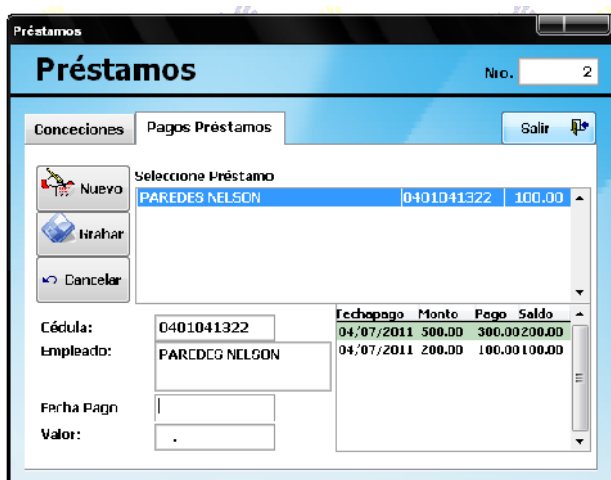 Préstamos
Préstamos
Nro. 2
Conceciones Pagos Préstamos Salir
Nuevo
Seleccione Préstamo
PAREDES NELSON 0401041322 100.00
Grabar
Cancelar
Fechapago Monto Pago Saldo
04/07/2011 500.00 300.00 200.00
04/07/2011 200.00 100.00 100.00
Cédula: 0401041322
Empleado: PAREDES NELSON
Fecha Pago
Valor: .